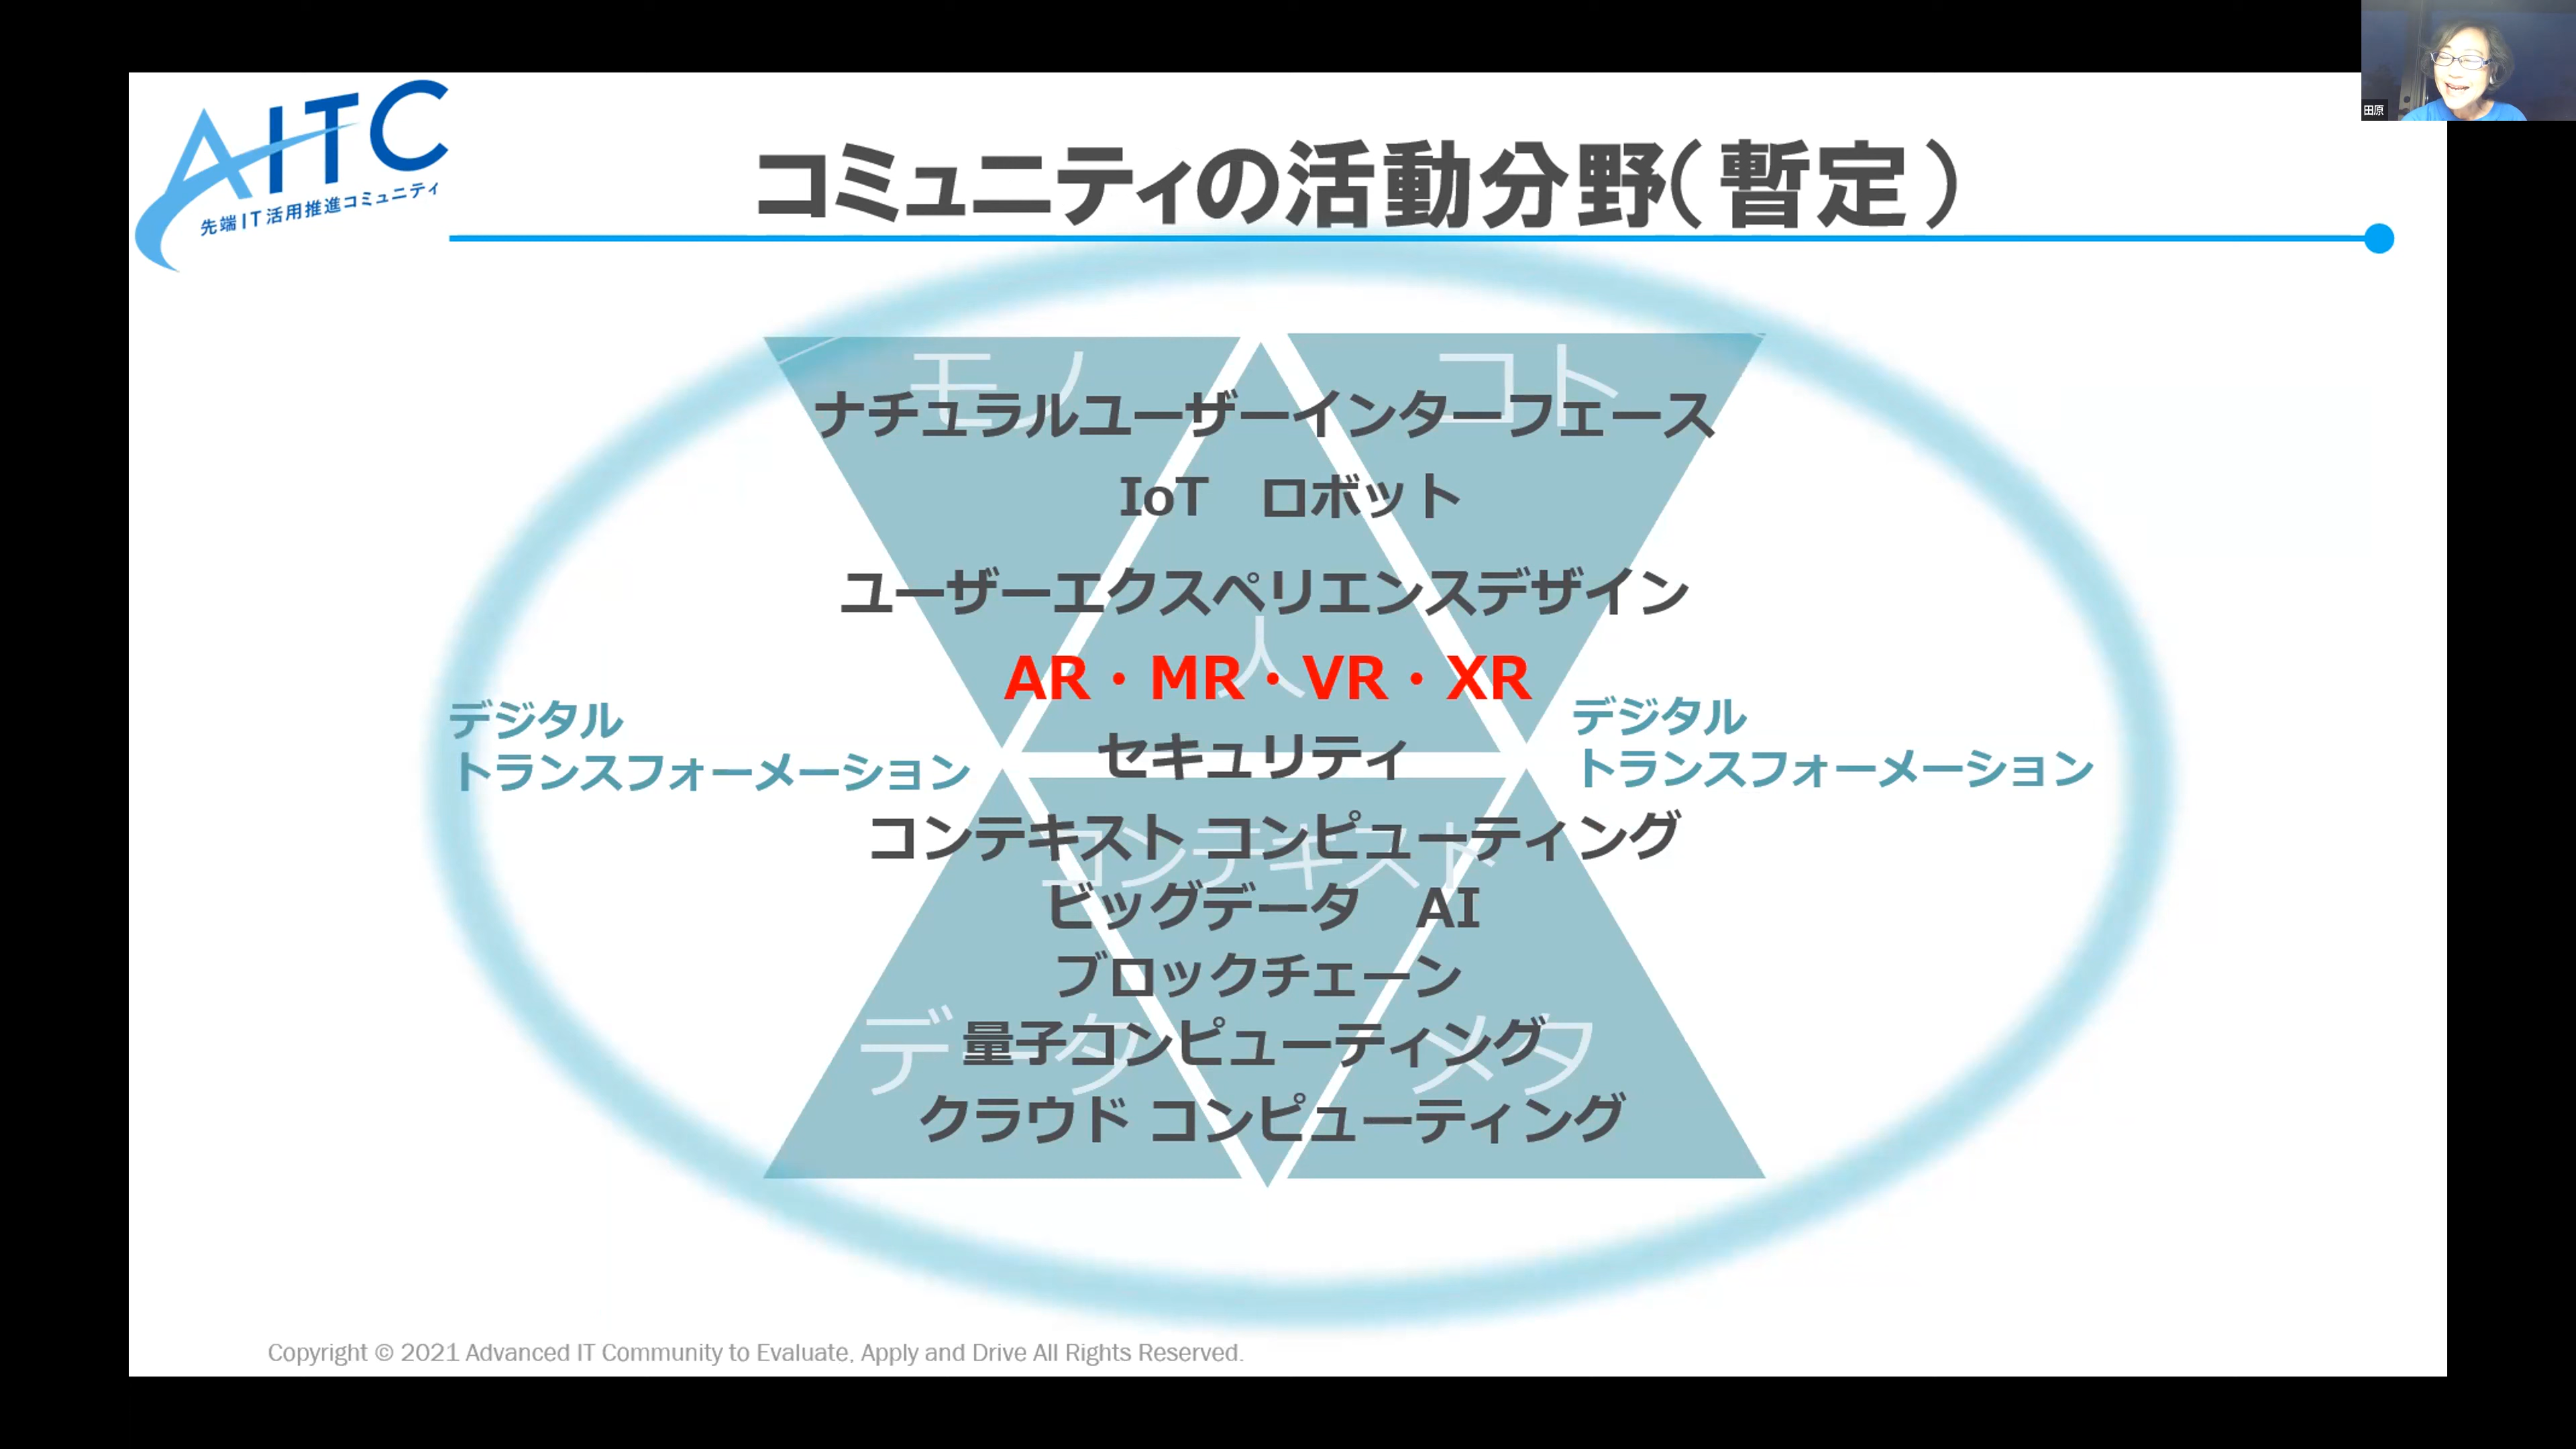 AITC
先端IT活用推進コミュニティ
田原
コミュニティの活動分野（暫定）
モノ
コト
ナチュラルユーザーインターフェース
IoT　ロボット
ユーザーエクスペリエンスデザイン
人
AR・MR・VR・XR
デジタル
トランスフォーメーション
デジタル
トランスフォーメーション
セキュリティ
コンテキスト コンピューティング
コンテキスト
ビッグデータ　AI
ブロックチェーン
データ
メタ
量子コンピューティング
クラウド コンピューティング
Copyright © 2021 Advanced IT Community to Evaluate, Apply and Drive All Rights Reserved.